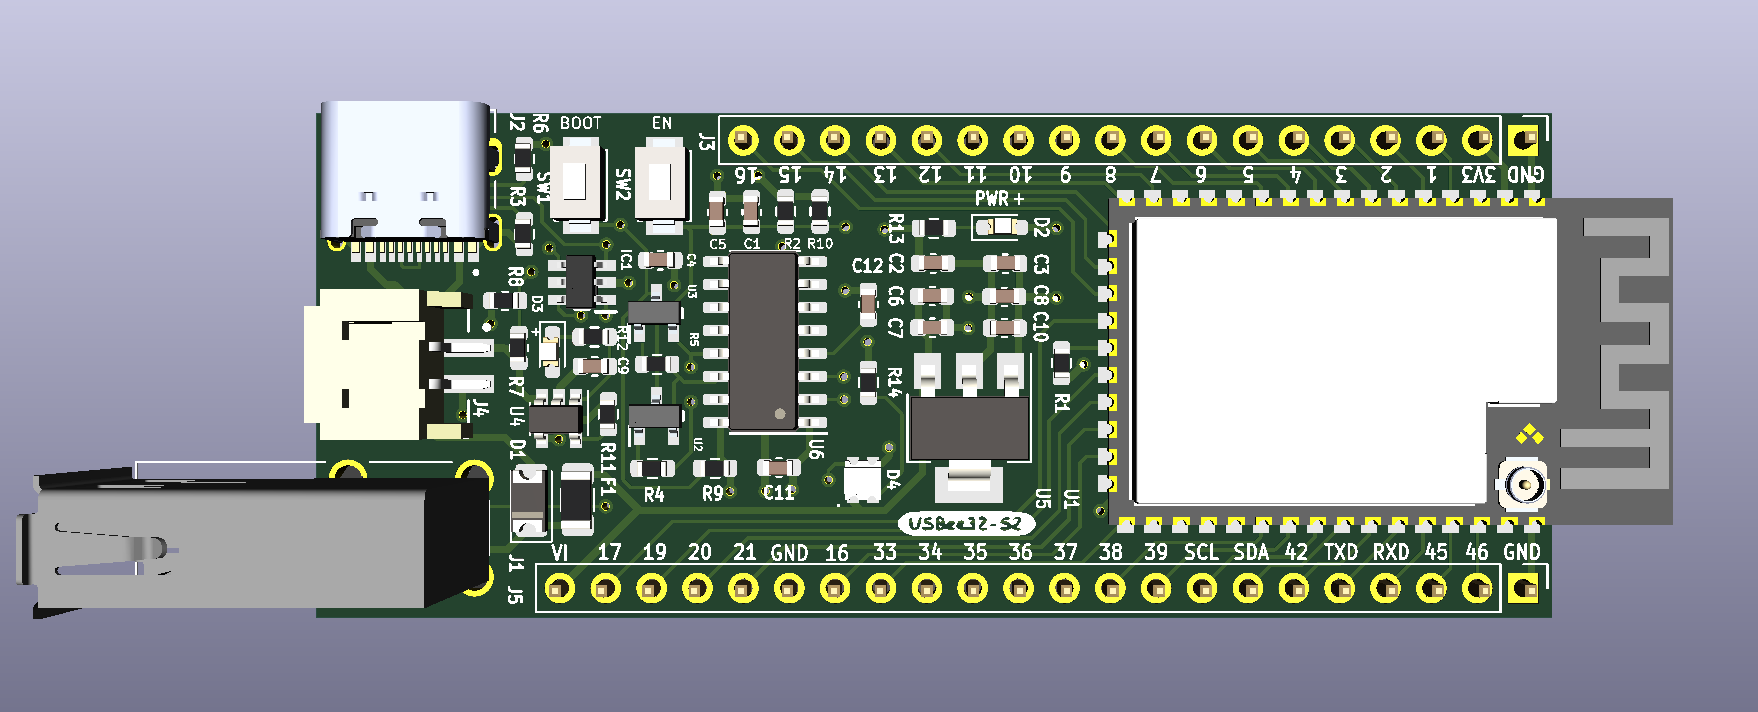 J2
R6
BOOT
EN
J3
16
15
14
13
12
11
10
9
8
7
6
5
4
3
2
1
3V3
GND
SW1
SW2
R3
PWR +
C5
C1
R2
R10
R13
D2
R8
IC1
C4
C12
C2
C3
D3
U3
C6
C8
+
R12
R5
C7
C10
C9
R7
U4
J4
R14
R1
D1
R11
F1
U2
U6
R4
R9
C11
D4
U5
U1
USBee32-S2
J1
VI
17
19
20
21
GND
16
33
34
35
36
37
38
39
SCL
SDA
42
TXD
RXD
45
46
GND
J5